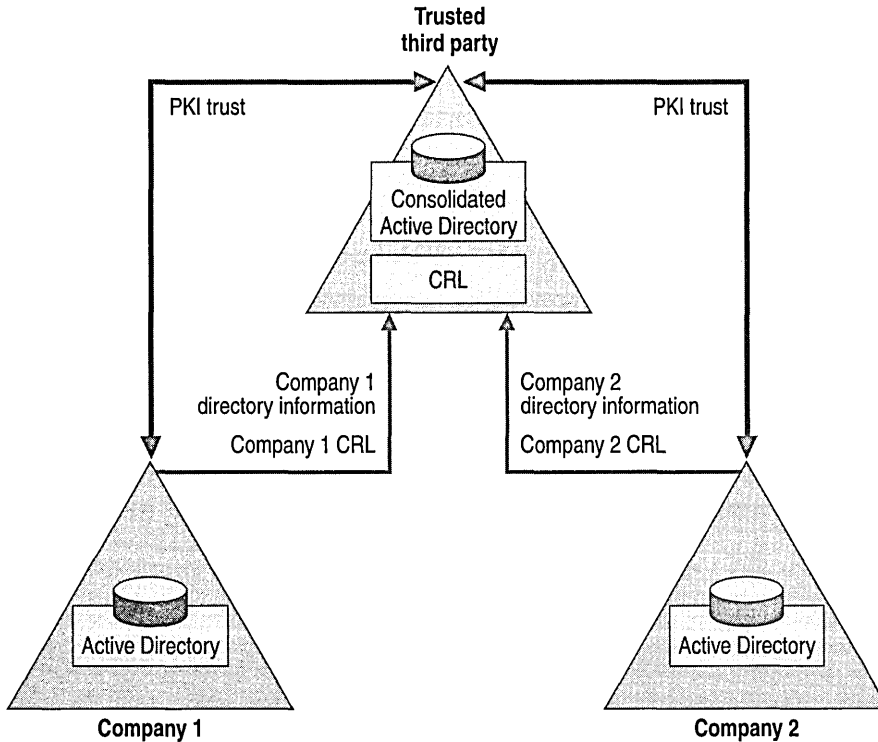 Trusted
third party
PKI trust
PKI trust
Consolidated
Active Directory
CRL
Company 1
directory information
Company 1 CRL
Company 2
directory information
Company 2 CRL
Active Directory
Active Directory
Company 1
Company 2